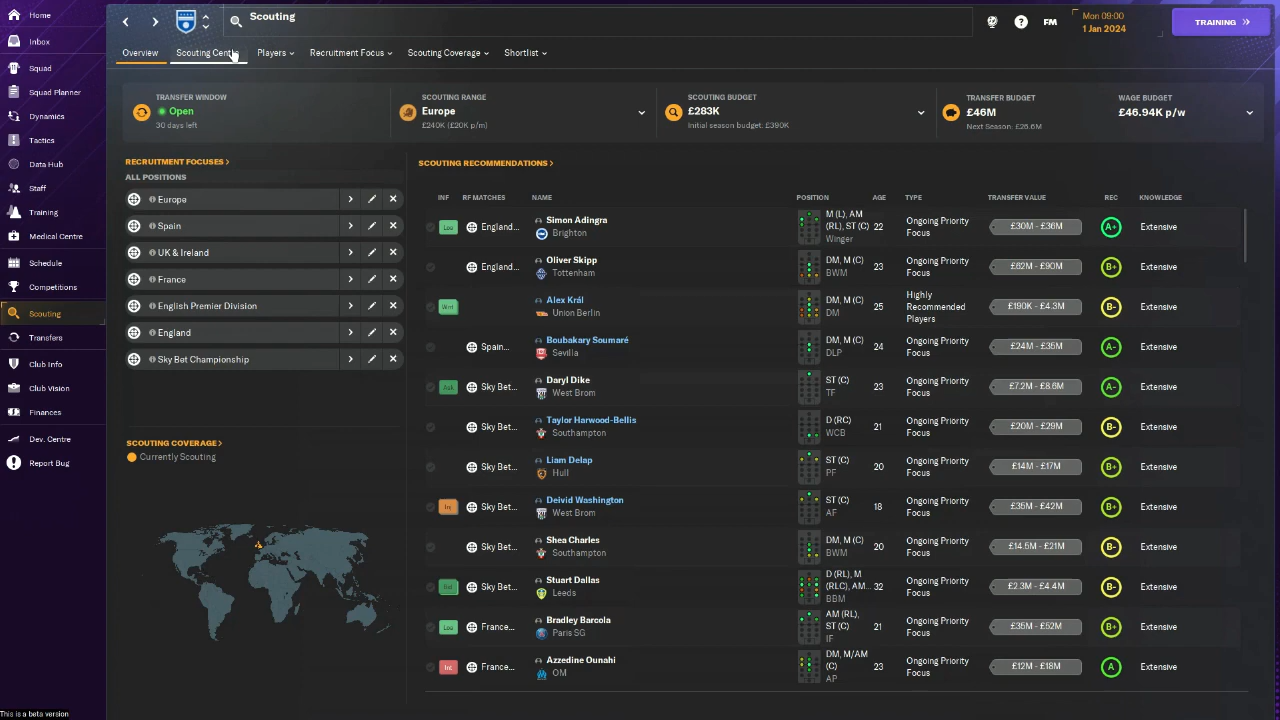 Home
Inbox
Squad
Squad Planner
Dynamics
Tactics
Data Hub
Staff
Training
Medical Centre
Schedule
Competitions
Scouting
Transfers
Club Info
Club Vision
Finances
Dev. Centre
Report Bug
This is a beta version
Scouting
FM
Mon 09:00
1 Jan 2024
TRAINING
Overview
Players
Recruitment Focus
Scouting Coverage
Shortlist
TRANSFER WINDOW
Open
30 days left
SCOUTING RANGE
Europe
£240K (£20K p/m)
SCOUTING BUDGET
£283K
Initial season budget: £390K
TRANSFER BUDGET
£46M
Next Season: £26.6M
WAGE BUDGET
£46.94K p/w
RECRUITMENT FOCUSES >
ALL POSITIONS
Europe
Spain
UK & Ireland
France
English Premier Division
England
Sky Bet Championship
SCOUTING COVERAGE >
Currently Scouting
SCOUTING RECOMMENDATIONS >
INF RF MATCHES NAME POSITION AGE TYPE TRANSFER VALUE REC KNOWLEDGE
England... Simon Adingra
Brighton
M (L), AM
(RL), ST (C)
Winger
22
Ongoing Priority
Focus
£30M - £36M A+ Extensive
England... Oliver Skipp
Tottenham
DM, M (C)
BWM
23
Ongoing Priority
Focus
£62M - £90M B+ Extensive
Wnt Alex Král
Union Berlin
DM, M (C)
DM
25
Highly
Recommended
Players
£190K - £4.3M B- Extensive
Spain... Boubakary Soumaré
Sevilla
DM, M (C)
DLP
24
Ongoing Priority
Focus
£24M - £35M A- Extensive
Sky Bet... Daryl Dike
West Brom
ST (C)
TF
23
Ongoing Priority
Focus
£7.2M - £8.6M A- Extensive
Sky Bet... Taylor Harwood-Bellis
Southampton
D (RC)
WCB
21
Ongoing Priority
Focus
£20M - £29M B- Extensive
Sky Bet... Liam Delap
Hull
ST (C)
PF
20
Ongoing Priority
Focus
£14M - £17M B+ Extensive
Inj Sky Bet... Deivid Washington
West Brom
ST (C)
AF
18
Ongoing Priority
Focus
£35M - £42M B+ Extensive
Sky Bet... Shea Charles
Southampton
DM, M (C)
BWM
20
Ongoing Priority
Focus
£14.5M - £21M B- Extensive
Sky Bet... Stuart Dallas
Leeds
D (RL), M
(RLC), AM...
BBM
32
Ongoing Priority
Focus
£2.3M - £4.4M B- Extensive
France... Bradley Barcola
Paris SG
AM (RL),
ST (C)
IF
21
Ongoing Priority
Focus
£35M - £52M B+ Extensive
Inj France... Azzedine Ounahi
OM
DM, M/AM
(C)
AP
23
Ongoing Priority
Focus
£12M - £18M A Extensive